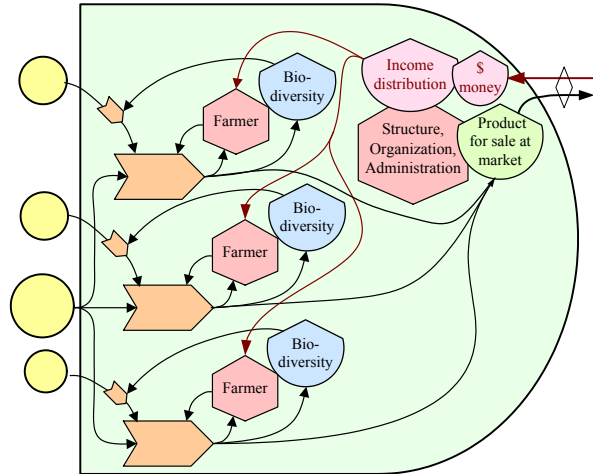 Income
distribution
$
money
Bio-
diversity
Farmer
Structure,
Organization,
Administration
Product
for sale at
market
Bio-
diversity
Farmer
Bio-
diversity
Farmer